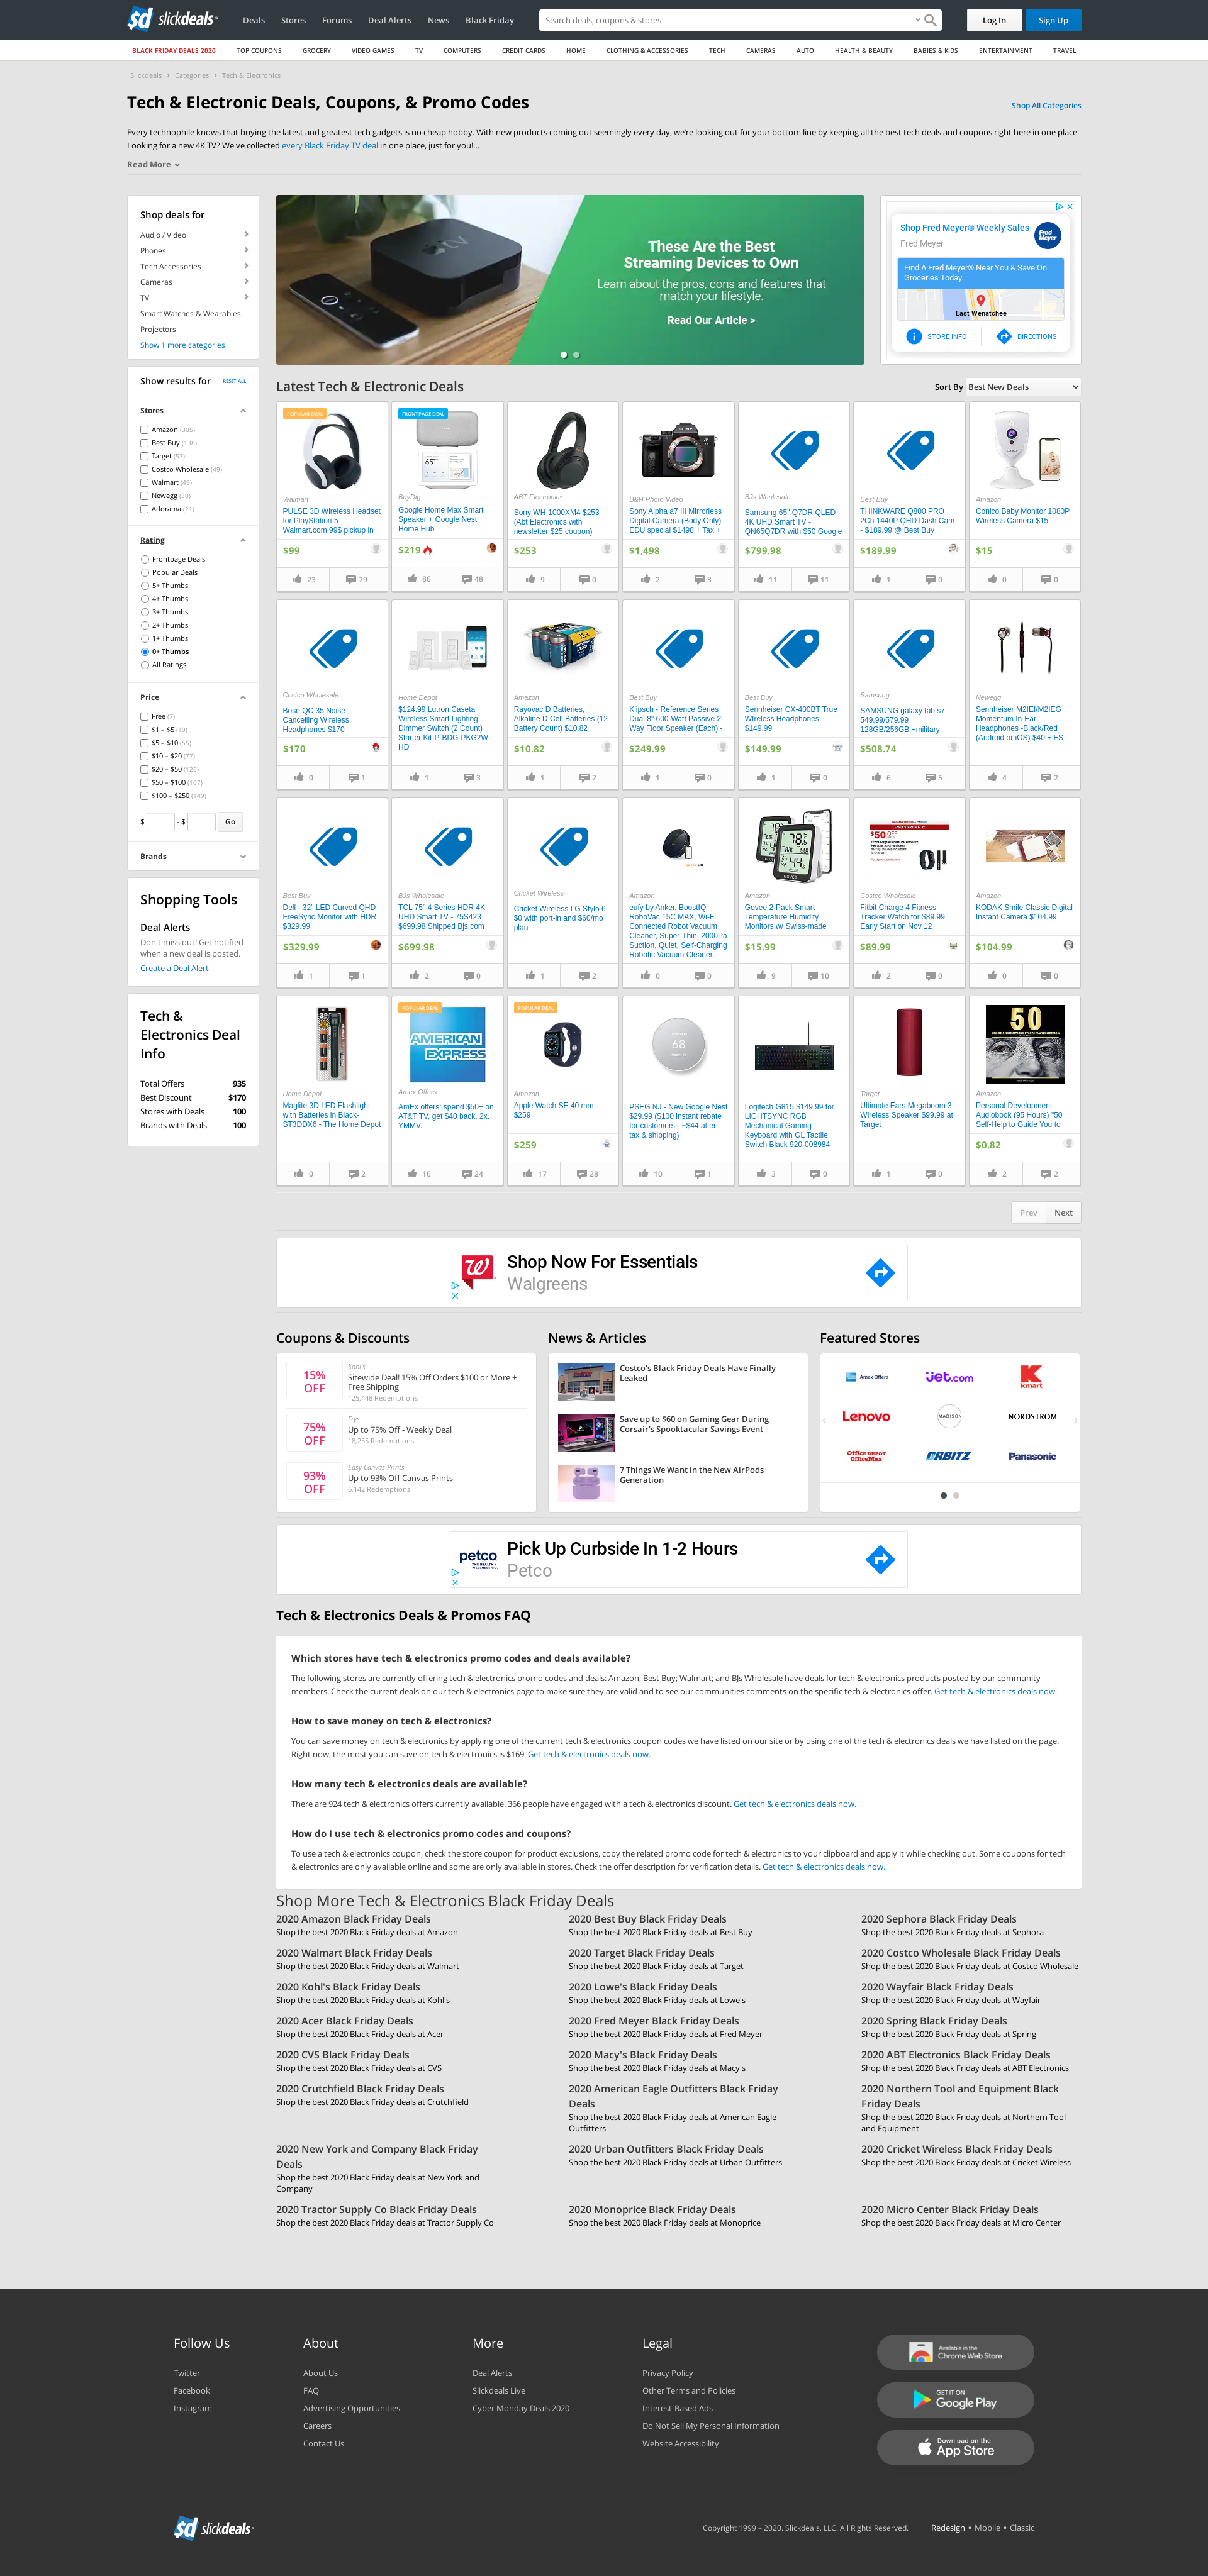 slickdeals
Deals Stores Forums Deal Alerts News Black Friday
Search deals, coupons & stores
Log In
Sign Up
BLACK FRIDAY DEALS 2020 TOP COUPONS GROCERY VIDEO GAMES TV COMPUTERS CREDIT CARDS HOME CLOTHING & ACCESSORIES TECH CAMERAS AUTO HEALTH & BEAUTY BABIES & KIDS ENTERTAINMENT TRAVEL
Slickdeals > Categories > Tech & Electronics
Tech & Electronic Deals, Coupons, & Promo Codes
Shop All Categories
Every technophile knows that buying the latest and greatest tech gadgets is no cheap hobby. With new products coming out seemingly every day, we're looking out for your bottom line by keeping all the best tech deals and coupons right here in one place.
Looking for a new 4K TV? We've collected every Black Friday TV deal in one place, just for you!...
Read More
Shop deals for
Audio / Video
Phones
Tech Accessories
Cameras
TV
Smart Watches & Wearables
Projectors
Show 1 more categories
Show results for
RESET ALL
Stores
Amazon (305)
Best Buy (138)
Target (57)
Costco Wholesale (49)
Walmart (49)
Newegg (30)
Adorama (21)
Rating
Frontpage Deals
Popular Deals
5+ Thumbs
4+ Thumbs
3+ Thumbs
2+ Thumbs
1+ Thumbs
0+ Thumbs
All Ratings
Price
Free (7)
$1 – $5 (19)
$5 – $10 (55)
$10 – $20 (77)
$20 – $50 (126)
$50 – $100 (107)
$100 – $250 (149)
$ - $ Go
Brands
Shopping Tools
Deal Alerts
Don't miss out! Get notified
when a new deal is posted.
Create a Deal Alert
Tech &
Electronics Deal
Info
Total Offers 935
Best Discount $170
Stores with Deals 100
Brands with Deals 100
These Are the Best
Streaming Devices to Own
Learn about the pros, cons and features that
match your lifestyle.
Read Our Article >
Shop Fred Meyer® Weekly Sales
Fred Meyer
Fred
Meyer
Find A Fred Meyer® Near You & Save On
Groceries Today.
East Wenatchee
STORE INFO
DIRECTIONS
Latest Tech & Electronic Deals
Sort By Best New Deals
POPULAR DEAL
Walmart
PULSE 3D Wireless Headset
for PlayStation 5 -
Walmart.com 99$ pickup in
$99
23 79
FRONTPAGE DEAL
BuyDig
Google Home Max Smart
Speaker + Google Nest
Home Hub
$219
86 48
ABT Electronics
Sony WH-1000XM4 $253
(Abt Electronics with
newsletter $25 coupon)
$253
9 0
B&H Photo Video
Sony Alpha a7 III Mirrorless
Digital Camera (Body Only)
EDU special $1498 + Tax +
$1,498
2 3
BJs Wholesale
Samsung 65" Q7DR QLED
4K UHD Smart TV -
QN65Q7DR with $50 Google
$799.98
11 11
Best Buy
THINKWARE Q800 PRO
2Ch 1440P QHD Dash Cam
- $189.99 @ Best Buy
$189.99
1 0
Amazon
Conico Baby Monitor 1080P
Wireless Camera $15
$15
0 0
Costco Wholesale
Bose QC 35 Noise
Cancelling Wireless
Headphones $170
$170
0 1
Home Depot
$124.99 Lutron Caseta
Wireless Smart Lighting
Dimmer Switch (2 Count)
Starter Kit-P-BDG-PKG2W-
HD
1 3
Amazon
Rayovac D Batteries,
Alkaline D Cell Batteries (12
Battery Count) $10.82
$10.82
1 2
Best Buy
Klipsch - Reference Series
Dual 8" 600-Watt Passive 2-
Way Floor Speaker (Each) -
$249.99
1 0
Best Buy
Sennheiser CX-400BT True
WIreless Headphones
$149.99
$149.99
1 0
Samsung
SAMSUNG galaxy tab s7
549.99/579.99
128GB/256GB +military
$508.74
6 5
Newegg
Sennheiser M2IEI/M2IEG
Momentum In-Ear
Headphones -Black/Red
(Android or iOS) $40 + FS
4 2
Best Buy
Dell - 32" LED Curved QHD
FreeSync Monitor with HDR
$329.99
$329.99
1 1
BJs Wholesale
TCL 75" 4 Series HDR 4K
UHD Smart TV - 75S423
$699.98 Shipped Bjs.com
$699.98
2 0
Cricket Wireless
Cricket Wireless LG Stylo 6
$0 with port-in and $60/mo
plan
1 2
Amazon
eufy by Anker, BoostIQ
RoboVac 15C MAX, Wi-Fi
Connected Robot Vacuum
Cleaner, Super-Thin, 2000Pa
Suction, Quiet, Self-Charging
Robotic Vacuum Cleaner,
0 0
Amazon
Govee 2-Pack Smart
Temperature Humidity
Monitors w/ Swiss-made
$15.99
9 10
$50 OFF
Costco Wholesale
Fitbit Charge 4 Fitness
Tracker Watch for $89.99
Early Start on Nov 12
$89.99
2 0
Amazon
KODAK Smile Classic Digital
Instant Camera $104.99
$104.99
0 0
Home Depot
Maglite 3D LED Flashlight
with Batteries in Black-
ST3DDX6 - The Home Depot
0 2
POPULAR DEAL
AMERICAN
EXPRESS
Amex Offers
AmEx offers: spend $50+ on
AT&T TV, get $40 back, 2x.
YMMV.
16 24
POPULAR DEAL
Amazon
Apple Watch SE 40 mm -
$259
$259
17 28
68
PSEG NJ - New Google Nest
$29.99 ($100 instant rebate
for customers - ~$44 after
tax & shipping)
10 1
Logitech G815 $149.99 for
LIGHTSYNC RGB
Mechanical Gaming
Keyboard with GL Tactile
Switch Black 920-008984
3 0
Target
Ultimate Ears Megaboom 3
Wireless Speaker $99.99 at
Target
1 0
50
Amazon
Personal Development
Audiobook (95 Hours) "50
Self-Help to Guide You to
$0.82
2 2
Prev Next
Shop Now For Essentials
Walgreens
Coupons & Discounts
15%
OFF
Kohl's
Sitewide Deal! 15% Off Orders $100 or More +
Free Shipping
125,448 Redemptions
75%
OFF
Frys
Up to 75% Off - Weekly Deal
18,255 Redemptions
93%
OFF
Easy Canvas Prints
Up to 93% Off Canvas Prints
6,142 Redemptions
News & Articles
Costco's Black Friday Deals Have Finally
Leaked
Save up to $60 on Gaming Gear During
Corsair's Spooktacular Savings Event
7 Things We Want in the New AirPods
Generation
Featured Stores
Amex Offers
jet.com
kmart
Lenovo
MADISON
NORDSTROM
Office DEPOT
OfficeMax
ORBITZ
Panasonic
petco
Pick Up Curbside In 1-2 Hours
Petco
Tech & Electronics Deals & Promos FAQ
Which stores have tech & electronics promo codes and deals available?
The following stores are currently offering tech & electronics promo codes and deals: Amazon; Best Buy; Walmart; and BJs Wholesale have deals for tech & electronics products posted by our community
members. Check the current deals on our tech & electronics page to make sure they are valid and to see our communities comments on the specific tech & electronics offer. Get tech & electronics deals now.
How to save money on tech & electronics?
You can save money on tech & electronics by applying one of the current tech & electronics coupon codes we have listed on our site or by using one of the tech & electronics deals we have listed on the page.
Right now, the most you can save on tech & electronics is $169. Get tech & electronics deals now.
How many tech & electronics deals are available?
There are 924 tech & electronics offers currently available. 366 people have engaged with a tech & electronics discount. Get tech & electronics deals now.
How do I use tech & electronics promo codes and coupons?
To use a tech & electronics coupon, check the store coupon for product exclusions, copy the related promo code for tech & electronics to your clipboard and apply it while checking out. Some coupons for tech
& electronics are only available online and some are only available in stores. Check the offer description for verification details. Get tech & electronics deals now.
Shop More Tech & Electronics Black Friday Deals
2020 Amazon Black Friday Deals
Shop the best 2020 Black Friday deals at Amazon
2020 Best Buy Black Friday Deals
Shop the best 2020 Black Friday deals at Best Buy
2020 Sephora Black Friday Deals
Shop the best 2020 Black Friday deals at Sephora
2020 Walmart Black Friday Deals
Shop the best 2020 Black Friday deals at Walmart
2020 Target Black Friday Deals
Shop the best 2020 Black Friday deals at Target
2020 Costco Wholesale Black Friday Deals
Shop the best 2020 Black Friday deals at Costco Wholesale
2020 Kohl's Black Friday Deals
Shop the best 2020 Black Friday deals at Kohl's
2020 Lowe's Black Friday Deals
Shop the best 2020 Black Friday deals at Lowe's
2020 Wayfair Black Friday Deals
Shop the best 2020 Black Friday deals at Wayfair
2020 Acer Black Friday Deals
Shop the best 2020 Black Friday deals at Acer
2020 Fred Meyer Black Friday Deals
Shop the best 2020 Black Friday deals at Fred Meyer
2020 Spring Black Friday Deals
Shop the best 2020 Black Friday deals at Spring
2020 CVS Black Friday Deals
Shop the best 2020 Black Friday deals at CVS
2020 Macy's Black Friday Deals
Shop the best 2020 Black Friday deals at Macy's
2020 ABT Electronics Black Friday Deals
Shop the best 2020 Black Friday deals at ABT Electronics
2020 Crutchfield Black Friday Deals
Shop the best 2020 Black Friday deals at Crutchfield
2020 American Eagle Outfitters Black Friday
Deals
Shop the best 2020 Black Friday deals at American Eagle
Outfitters
2020 Northern Tool and Equipment Black
Friday Deals
Shop the best 2020 Black Friday deals at Northern Tool
and Equipment
2020 New York and Company Black Friday
Deals
Shop the best 2020 Black Friday deals at New York and
Company
2020 Urban Outfitters Black Friday Deals
Shop the best 2020 Black Friday deals at Urban Outfitters
2020 Cricket Wireless Black Friday Deals
Shop the best 2020 Black Friday deals at Cricket Wireless
2020 Tractor Supply Co Black Friday Deals
Shop the best 2020 Black Friday deals at Tractor Supply Co
2020 Monoprice Black Friday Deals
Shop the best 2020 Black Friday deals at Monoprice
2020 Micro Center Black Friday Deals
Shop the best 2020 Black Friday deals at Micro Center
Follow Us
Twitter
Facebook
Instagram
About
About Us
FAQ
Advertising Opportunities
Careers
Contact Us
More
Deal Alerts
Slickdeals Live
Cyber Monday Deals 2020
Legal
Privacy Policy
Other Terms and Policies
Interest-Based Ads
Do Not Sell My Personal Information
Website Accessibility
Available in the
Chrome Web Store
GET IT ON
Google Play
Download on the
App Store
slickdeals
Copyright 1999 – 2020. Slickdeals, LLC. All Rights Reserved.
Redesign • Mobile • Classic